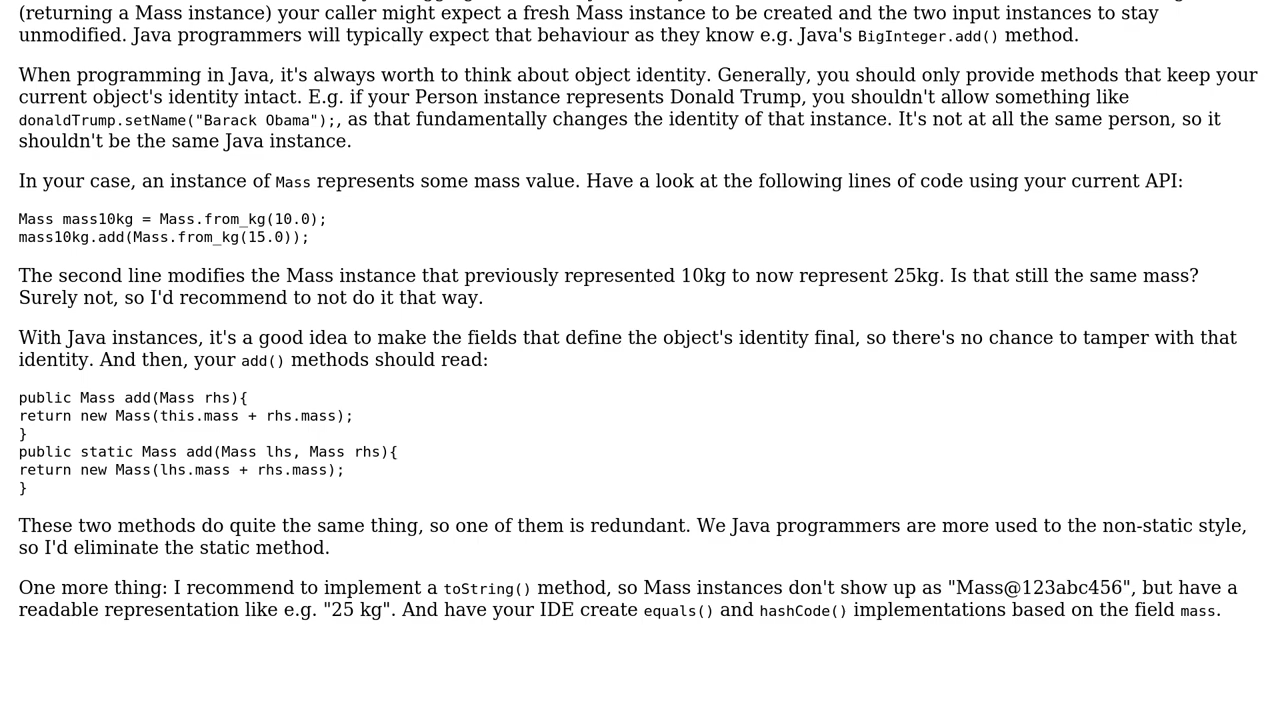 (returning a Mass instance) your caller might expect a fresh Mass instance to be created and the two input instances to stay
unmodified. Java programmers will typically expect that behaviour as they know e.g. Java's BigInteger.add() method.
When programming in Java, it's always worth to think about object identity. Generally, you should only provide methods that keep your
current object's identity intact. E.g. if your Person instance represents Donald Trump, you shouldn't allow something like
donaldTrump.setName("Barack Obama");, as that fundamentally changes the identity of that instance. It's not at all the same person, so it
shouldn't be the same Java instance.
In your case, an instance of Mass represents some mass value. Have a look at the following lines of code using your current API:
Mass mass10kg = Mass.from_kg(10.0);
mass10kg.add(Mass.from_kg(15.0));
The second line modifies the Mass instance that previously represented 10kg to now represent 25kg. Is that still the same mass?
Surely not, so I'd recommend to not do it that way.
With Java instances, it's a good idea to make the fields that define the object's identity final, so there's no chance to tamper with that
identity. And then, your add() methods should read:
public Mass add(Mass rhs){
return new Mass(this.mass + rhs.mass);
}
public static Mass add(Mass lhs, Mass rhs){
return new Mass(lhs.mass + rhs.mass);
}
These two methods do quite the same thing, so one of them is redundant. We Java programmers are more used to the non-static style,
so I'd eliminate the static method.
One more thing: I recommend to implement a toString() method, so Mass instances don't show up as "Mass@123abc456", but have a
readable representation like e.g. "25 kg". And have your IDE create equals() and hashCode() implementations based on the field mass.